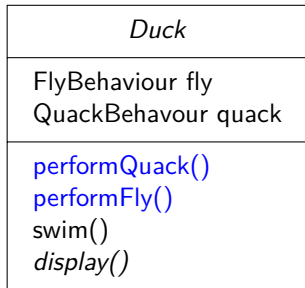 Duck
FlyBehaviour fly
QuackBehavour quack
performQuack()
performFly()
swim()
display()